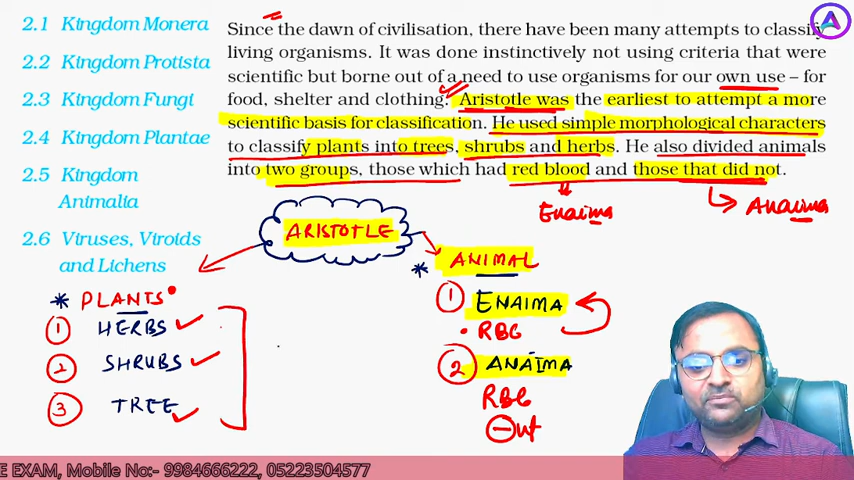 2.1 Kingdom Monera
2.2 Kingdom Protista
2.3 Kingdom Fungi
2.4 Kingdom Plantae
2.5 Kingdom
Animalia
2.6 Viruses, Viroids
and Lichens
Since the dawn of civilisation, there have been many attempts to classify
living organisms. It was done instinctively not using criteria that were
scientific but borne out of a need to use organisms for our own use – for
food, shelter and clothing. Aristotle was the earliest to attempt a more
scientific basis for classification. He used simple morphological characters
to classify plants into trees, shrubs and herbs. He also divided animals
into two groups, those which had red blood and those that did not.
Enaima
Anaima
ARISTOTLE
* PLANTS
1 HERBS
2 SHRUBS
3 TREE
* ANIMAL
1 ENAIMA
RBC
2 ANAIMA
RBC
A
E EXAM, Mobile No:- 9984666222, 05223504577